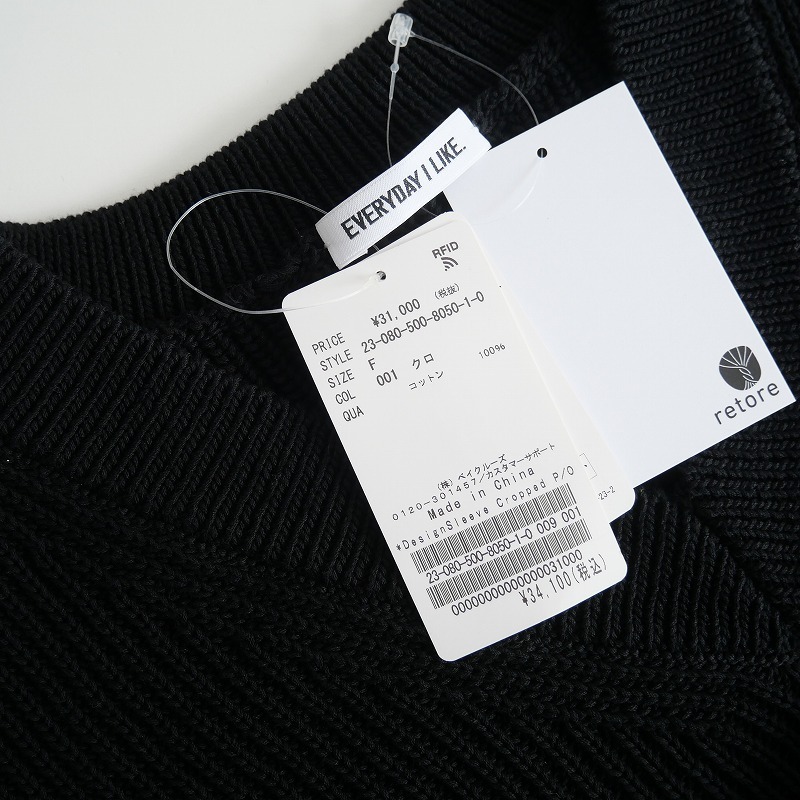 EVERYDAY I LIKE.
RFID
PRICE ¥31,000 (税抜)
STYLE 23-080-500-8050-1-0
SIZE F
COL 001 クロ
QUA コットン 100%
(株)ベイクルーズ
0120-301457/カスタマーサポート
Made in China
*DesignSleeve Cropped P/O
23-080-500-8050-1-0 009 001
0000000000000031000
¥34,100(税込)
retore
23-2